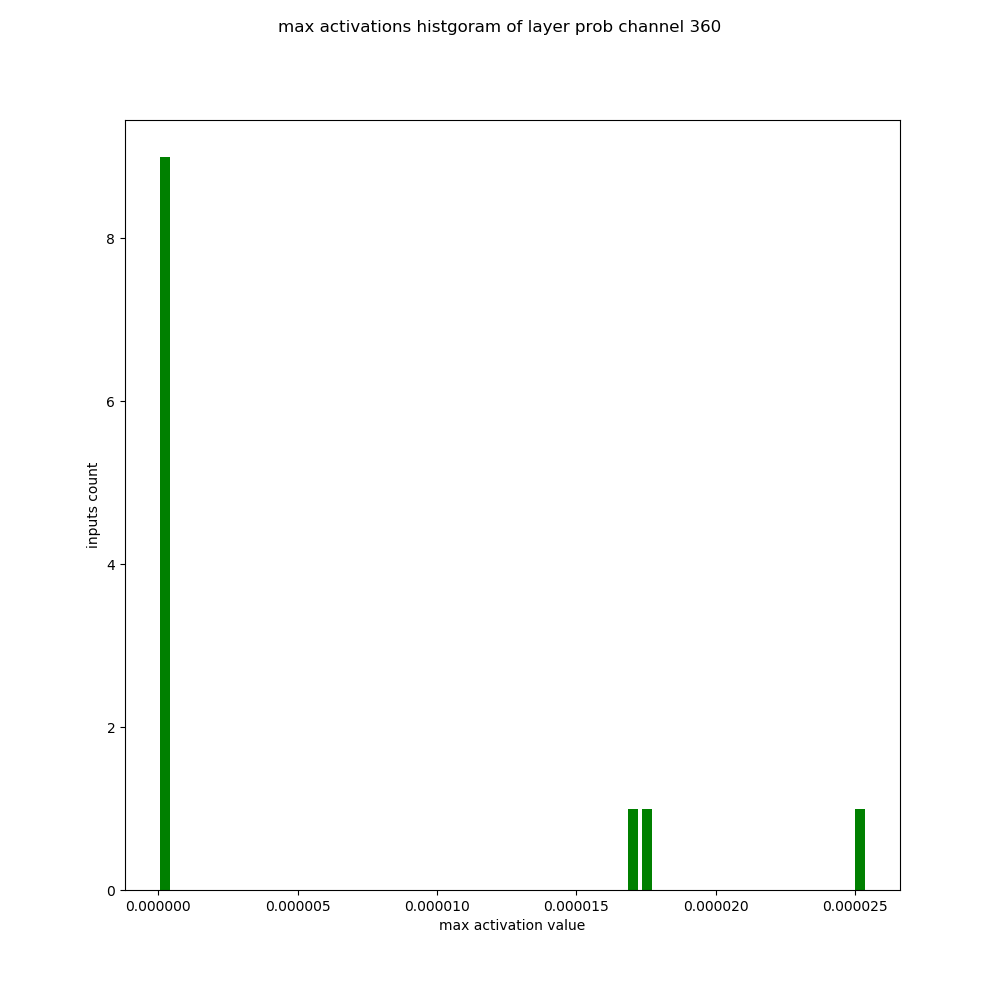 max activations histgoram of layer prob channel 360
8
6
4
2
0
inputs count
0.000000 0.000005 0.000010 0.000015 0.000020 0.000025
max activation value